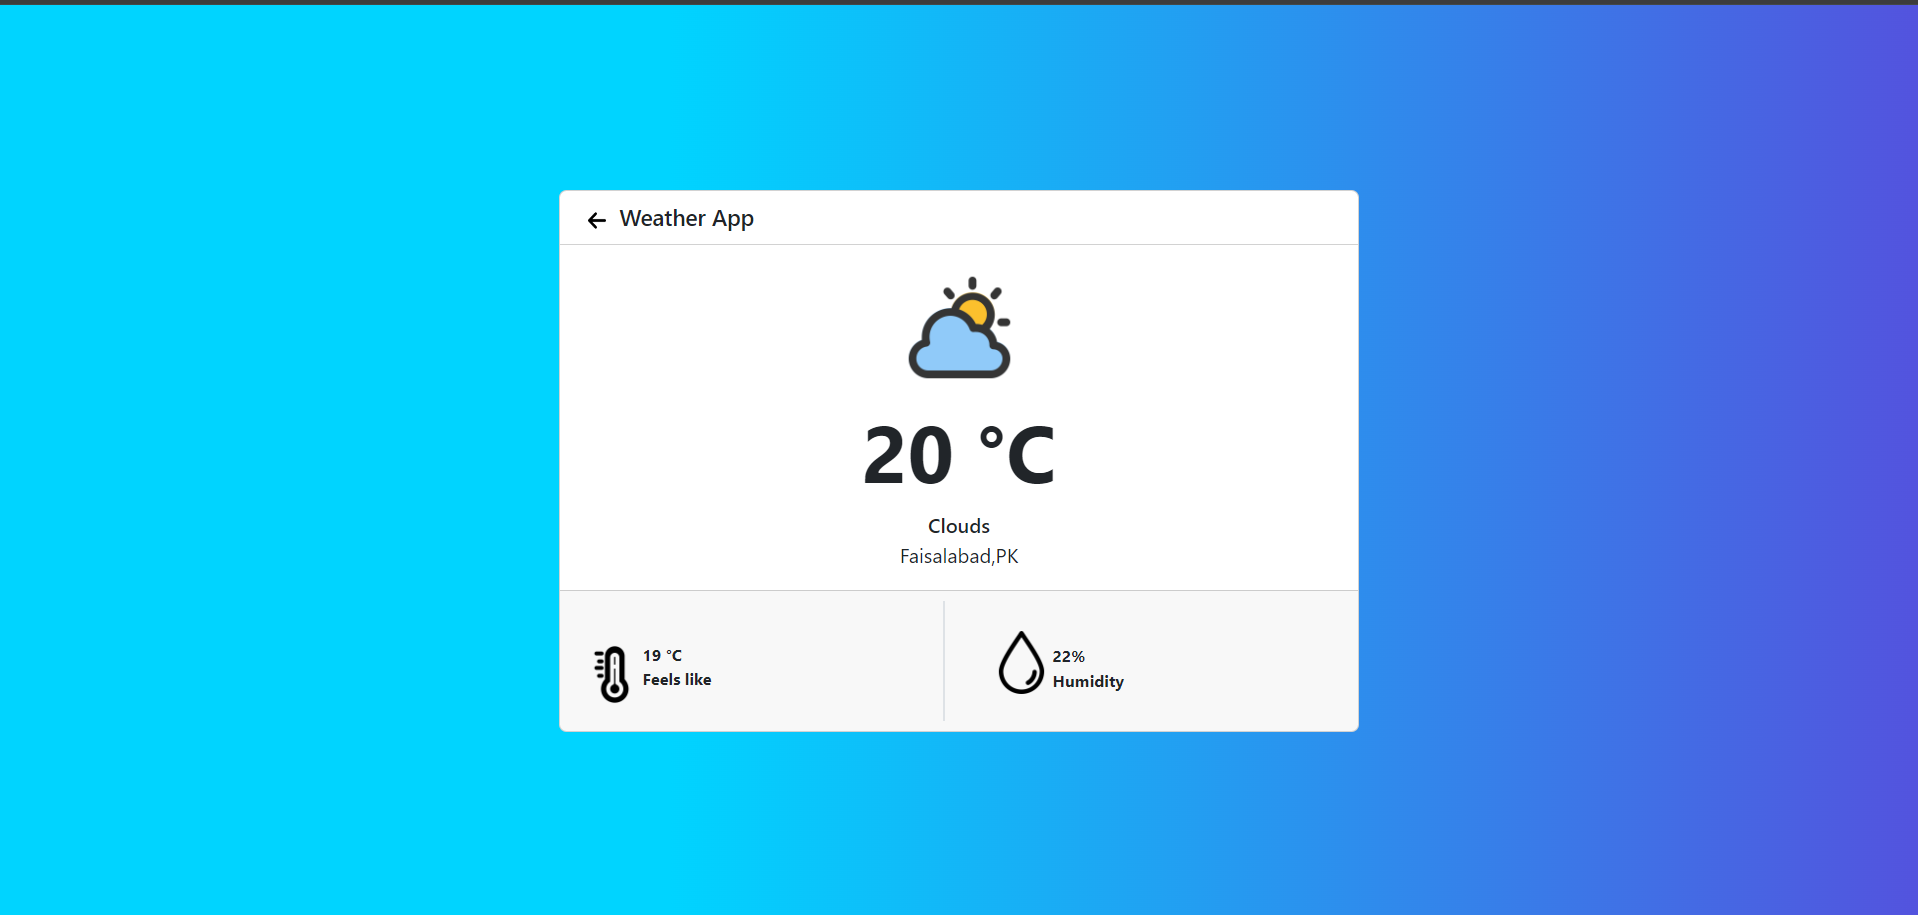 Weather App
20 °C
Clouds
Faisalabad,PK
19 °C
Feels like
22%
Humidity